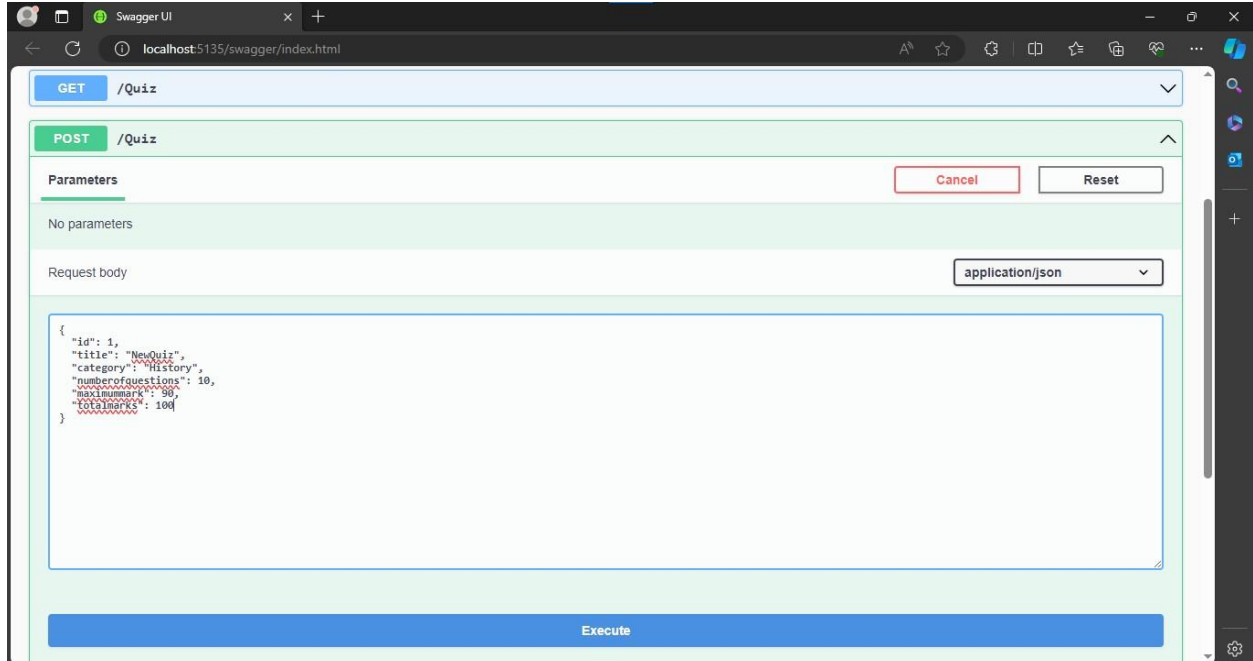 Swagger UI
localhost:5135/swagger/index.html
GET /Quiz
POST /Quiz
Parameters
Cancel
Reset
No parameters
Request body
application/json
{
"id": 1,
"title": "NewQuiz",
"category": "History",
"numberofquestions": 10,
"maximummark": 90,
"totalmarks": 100
}
Execute